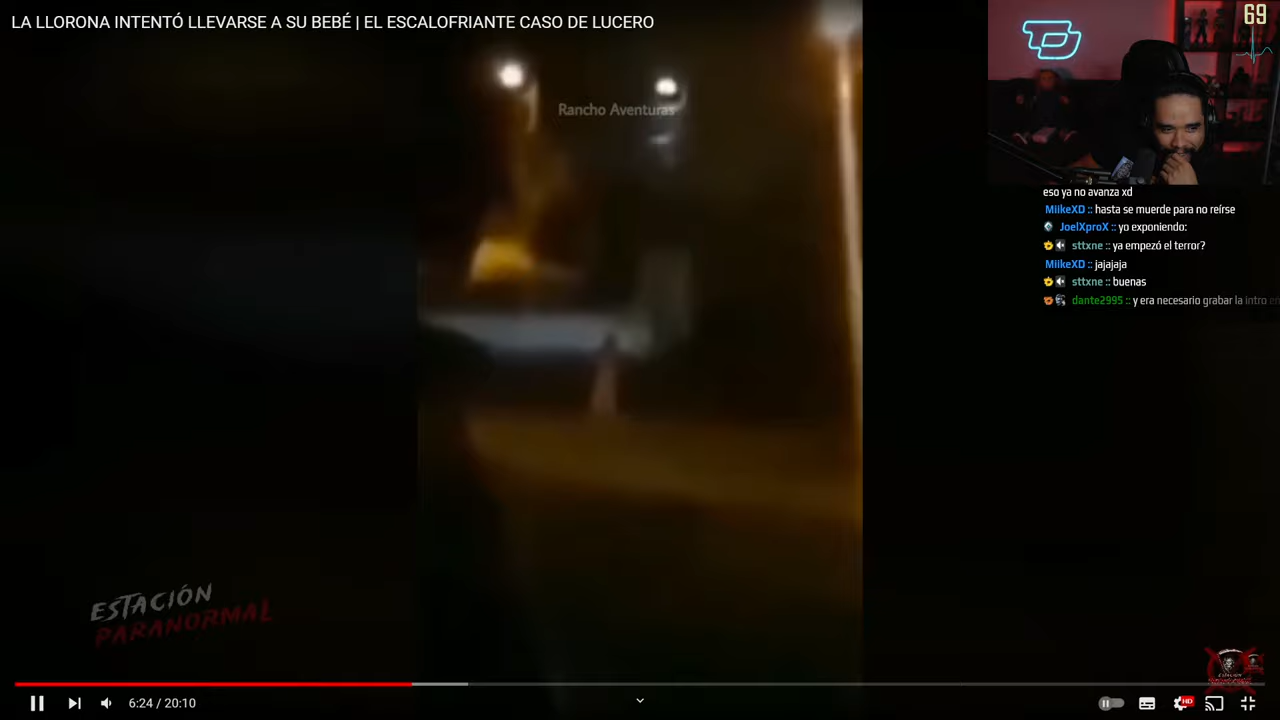 LA LLORONA INTENTÓ LLEVARSE A SU BEBÉ | EL ESCALOFRIANTE CASO DE LUCERO
69
Rancho Aventuras
eso ya no avanza xd
MiikeXD :: hasta se muerde para no reírse
JoelXproX :: yo exponiendo:
sttxne :: ya empezó el terror?
MiikeXD :: jajajaja
sttxne :: buenas
dante2995 :: y era necesario grabar la intro
ESTACIÓN
PARANORMAL
6:24 / 20:10
HD